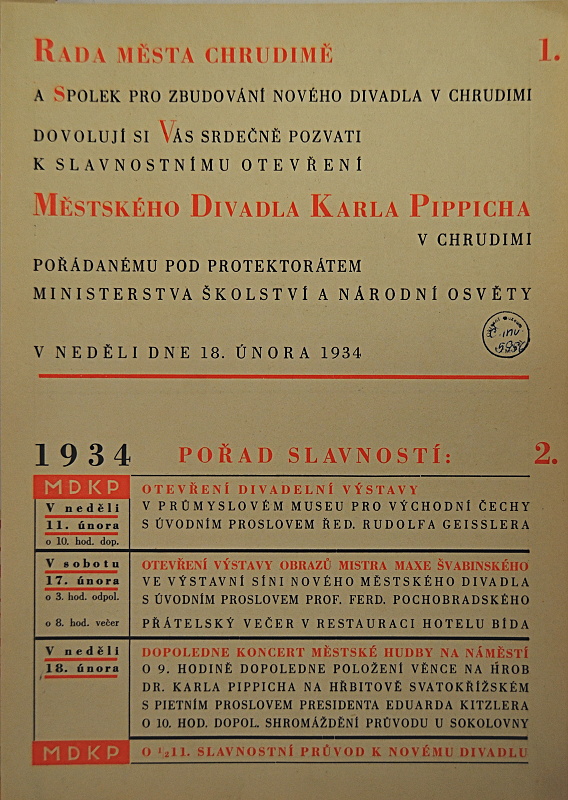 RADA MĚSTA CHRUDIMĚ
1.
A SPOLEK PRO ZBUDOVÁNÍ NOVÉHO DIVADLA V CHRUDIMI
DOVOLUJÍ SI VÁS SRDEČNĚ POZVATI
K SLAVNOSTNÍMU OTEVŘENÍ
MĚSTSKÉHO DIVADLA KARLA PIPPICHA
V CHRUDIMI
POŘÁDANÉMU POD PROTEKTORÁTEM
MINISTERSTVA ŠKOLSTVÍ A NÁRODNÍ OSVĚTY
V NEDĚLI DNE 18. ÚNORA 1934
1934
POŘAD SLAVNOSTÍ:
2.
MDKP
OTEVŘENÍ DIVADELNÍ VÝSTAVY
V neděli
V PRŮMYSLOVÉM MUSEU PRO VÝCHODNÍ ČECHY
11. února
S ÚVODNÍM PROSLOVEM ŘED. RUDOLFA GEISSLERA
o 10. hod. dop.
V sobotu
OTEVŘENÍ VÝSTAVY OBRAZŮ MISTRA MAXE ŠVABINSKÉHO
17. února
VE VÝSTAVNÍ SÍNI NOVÉHO MĚSTSKÉHO DIVADLA
o 3. hod. odpol.
S ÚVODNÍM PROSLOVEM PROF. FERD. POCHOBRADSKÉHO
o 8. hod. večer
PŘÁTELSKÝ VEČER V RESTAURACI HOTELU BÍDA
V neděli
DOPOLEDNE KONCERT MĚSTSKÉ HUDBY NA NÁMĚSTÍ
18. února
O 9. HODINĚ DOPOLEDNE POLOŽENÍ VĚNCE NA HROB
DR. KARLA PIPPICHA NA HŘBITOVĚ SVATOKŘÍŽSKÉM
S PIETNÍM PROSLOVEM PRESIDENTA EDUARDA KITZLERA
O 10. HOD. DOPOL. SHROMÁŽDĚNÍ PRŮVODU U SOKOLOVNY
MDKP
O ½11. SLAVNOSTNÍ PRŮVOD K NOVÉMU DIVADLU